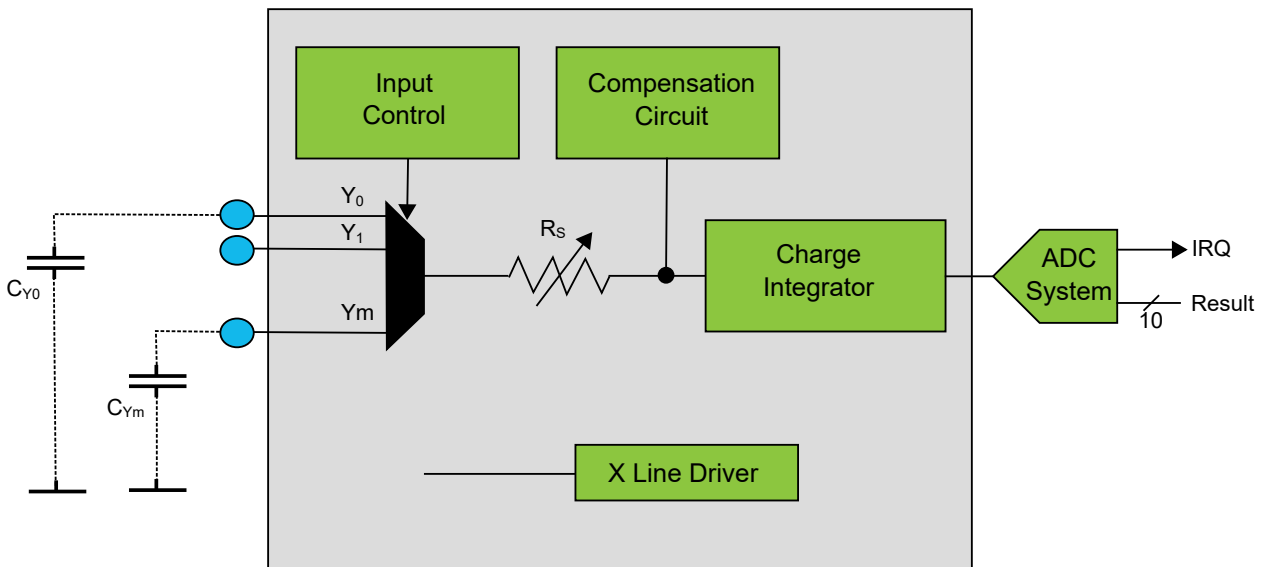 Input
Control
Compensation
Circuit
Y0
Y1
Ym
RS
Charge
Integrator
ADC
System
IRQ
Result
10
CY0
CYm
X Line Driver